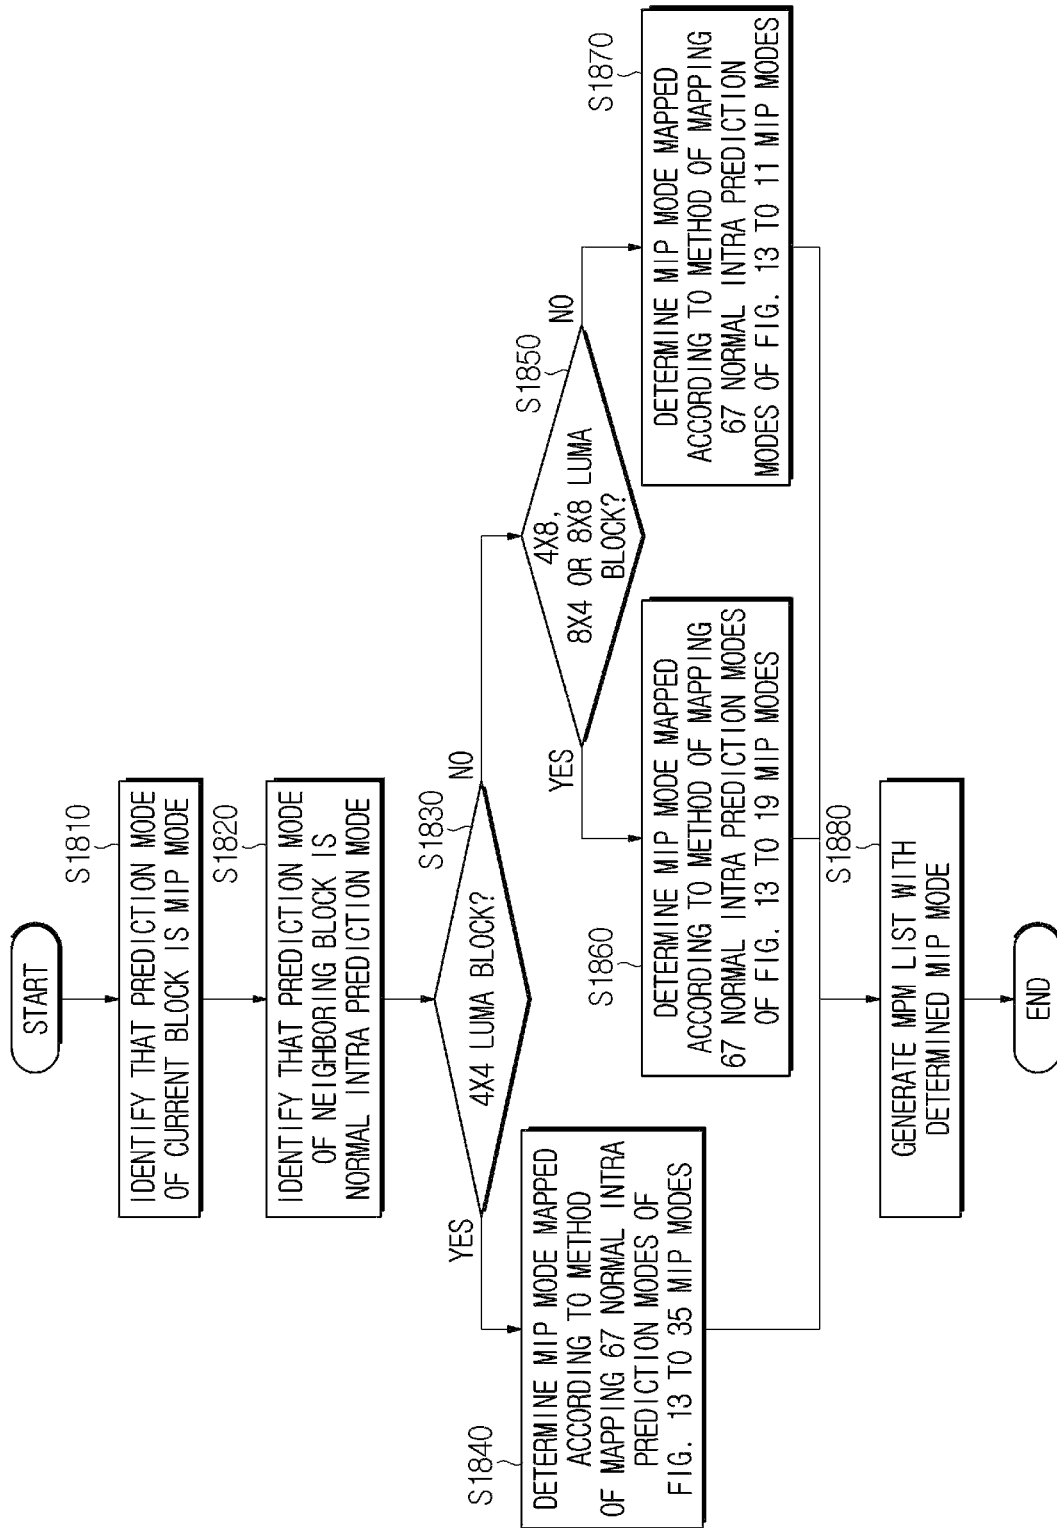 START
S1810
IDENTIFY THAT PREDICTION MODE
OF CURRENT BLOCK IS MIP MODE
S1820
IDENTIFY THAT PREDICTION MODE
OF NEIGHBORING BLOCK IS
NORMAL INTRA PREDICTION MODE
S1830
4X4 LUMA BLOCK?
YES
NO
S1840
DETERMINE MIP MODE MAPPED
ACCORDING TO METHOD
OF MAPPING 67 NORMAL INTRA
PREDICTION MODES OF
FIG. 13 TO 35 MIP MODES
S1850
4X8,
8X4 OR 8X8 LUMA
BLOCK?
YES
NO
S1860
DETERMINE MIP MODE MAPPED
ACCORDING TO METHOD OF MAPPING
67 NORMAL INTRA PREDICTION MODES
OF FIG. 13 TO 19 MIP MODES
S1870
DETERMINE MIP MODE MAPPED
ACCORDING TO METHOD OF MAPPING
67 NORMAL INTRA PREDICTION
MODES OF FIG. 13 TO 11 MIP MODES
S1880
GENERATE MPM LIST WITH
DETERMINED MIP MODE
END